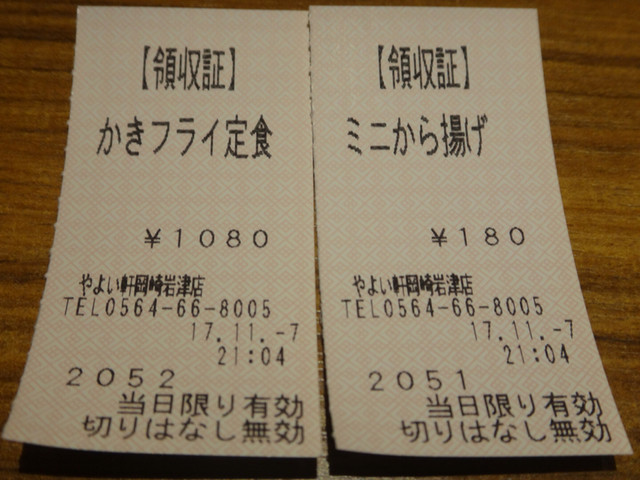 【領収証】
かきフライ定食
¥1080
やよい軒岡崎岩津店
TEL0564-66-8005
17.11.-7
21:04
2052
当日限り有効
切りはなし無効
【領収証】
ミニから揚げ
¥180
やよい軒岡崎岩津店
TEL0564-66-8005
17.11.-7
21:04
2051
当日限り有効
切りはなし無効